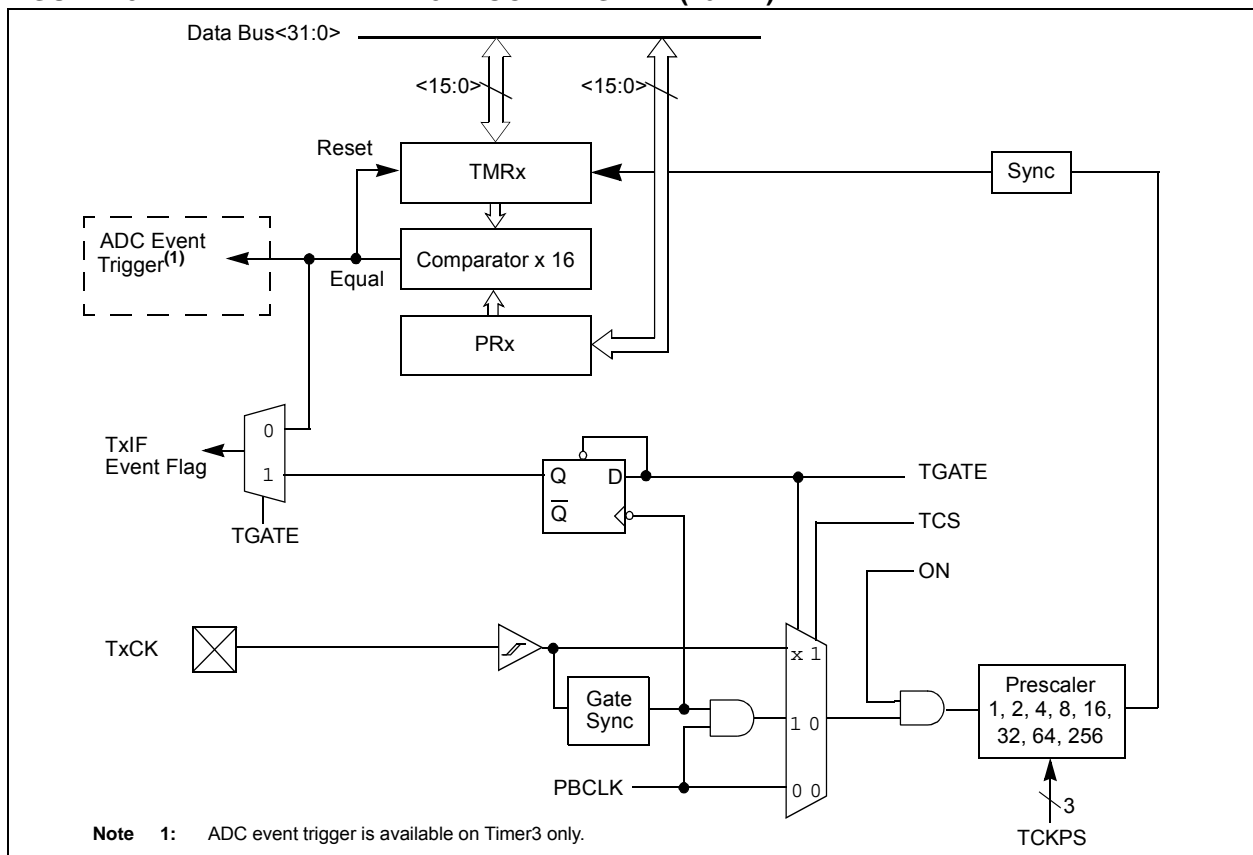 Data Bus<31:0>
<15:0>
<15:0>
Reset
TMRx
Sync
ADC Event
Trigger(1)
Equal
Comparator x 16
PRx
TxIF
Event Flag
0
1
TGATE
Q
D
Q
TGATE
TCS
ON
TxCK
x 1
Gate
Sync
1 0
Prescaler
1, 2, 4, 8, 16,
32, 64, 256
PBCLK
0 0
3
TCKPS
Note 1: ADC event trigger is available on Timer3 only.